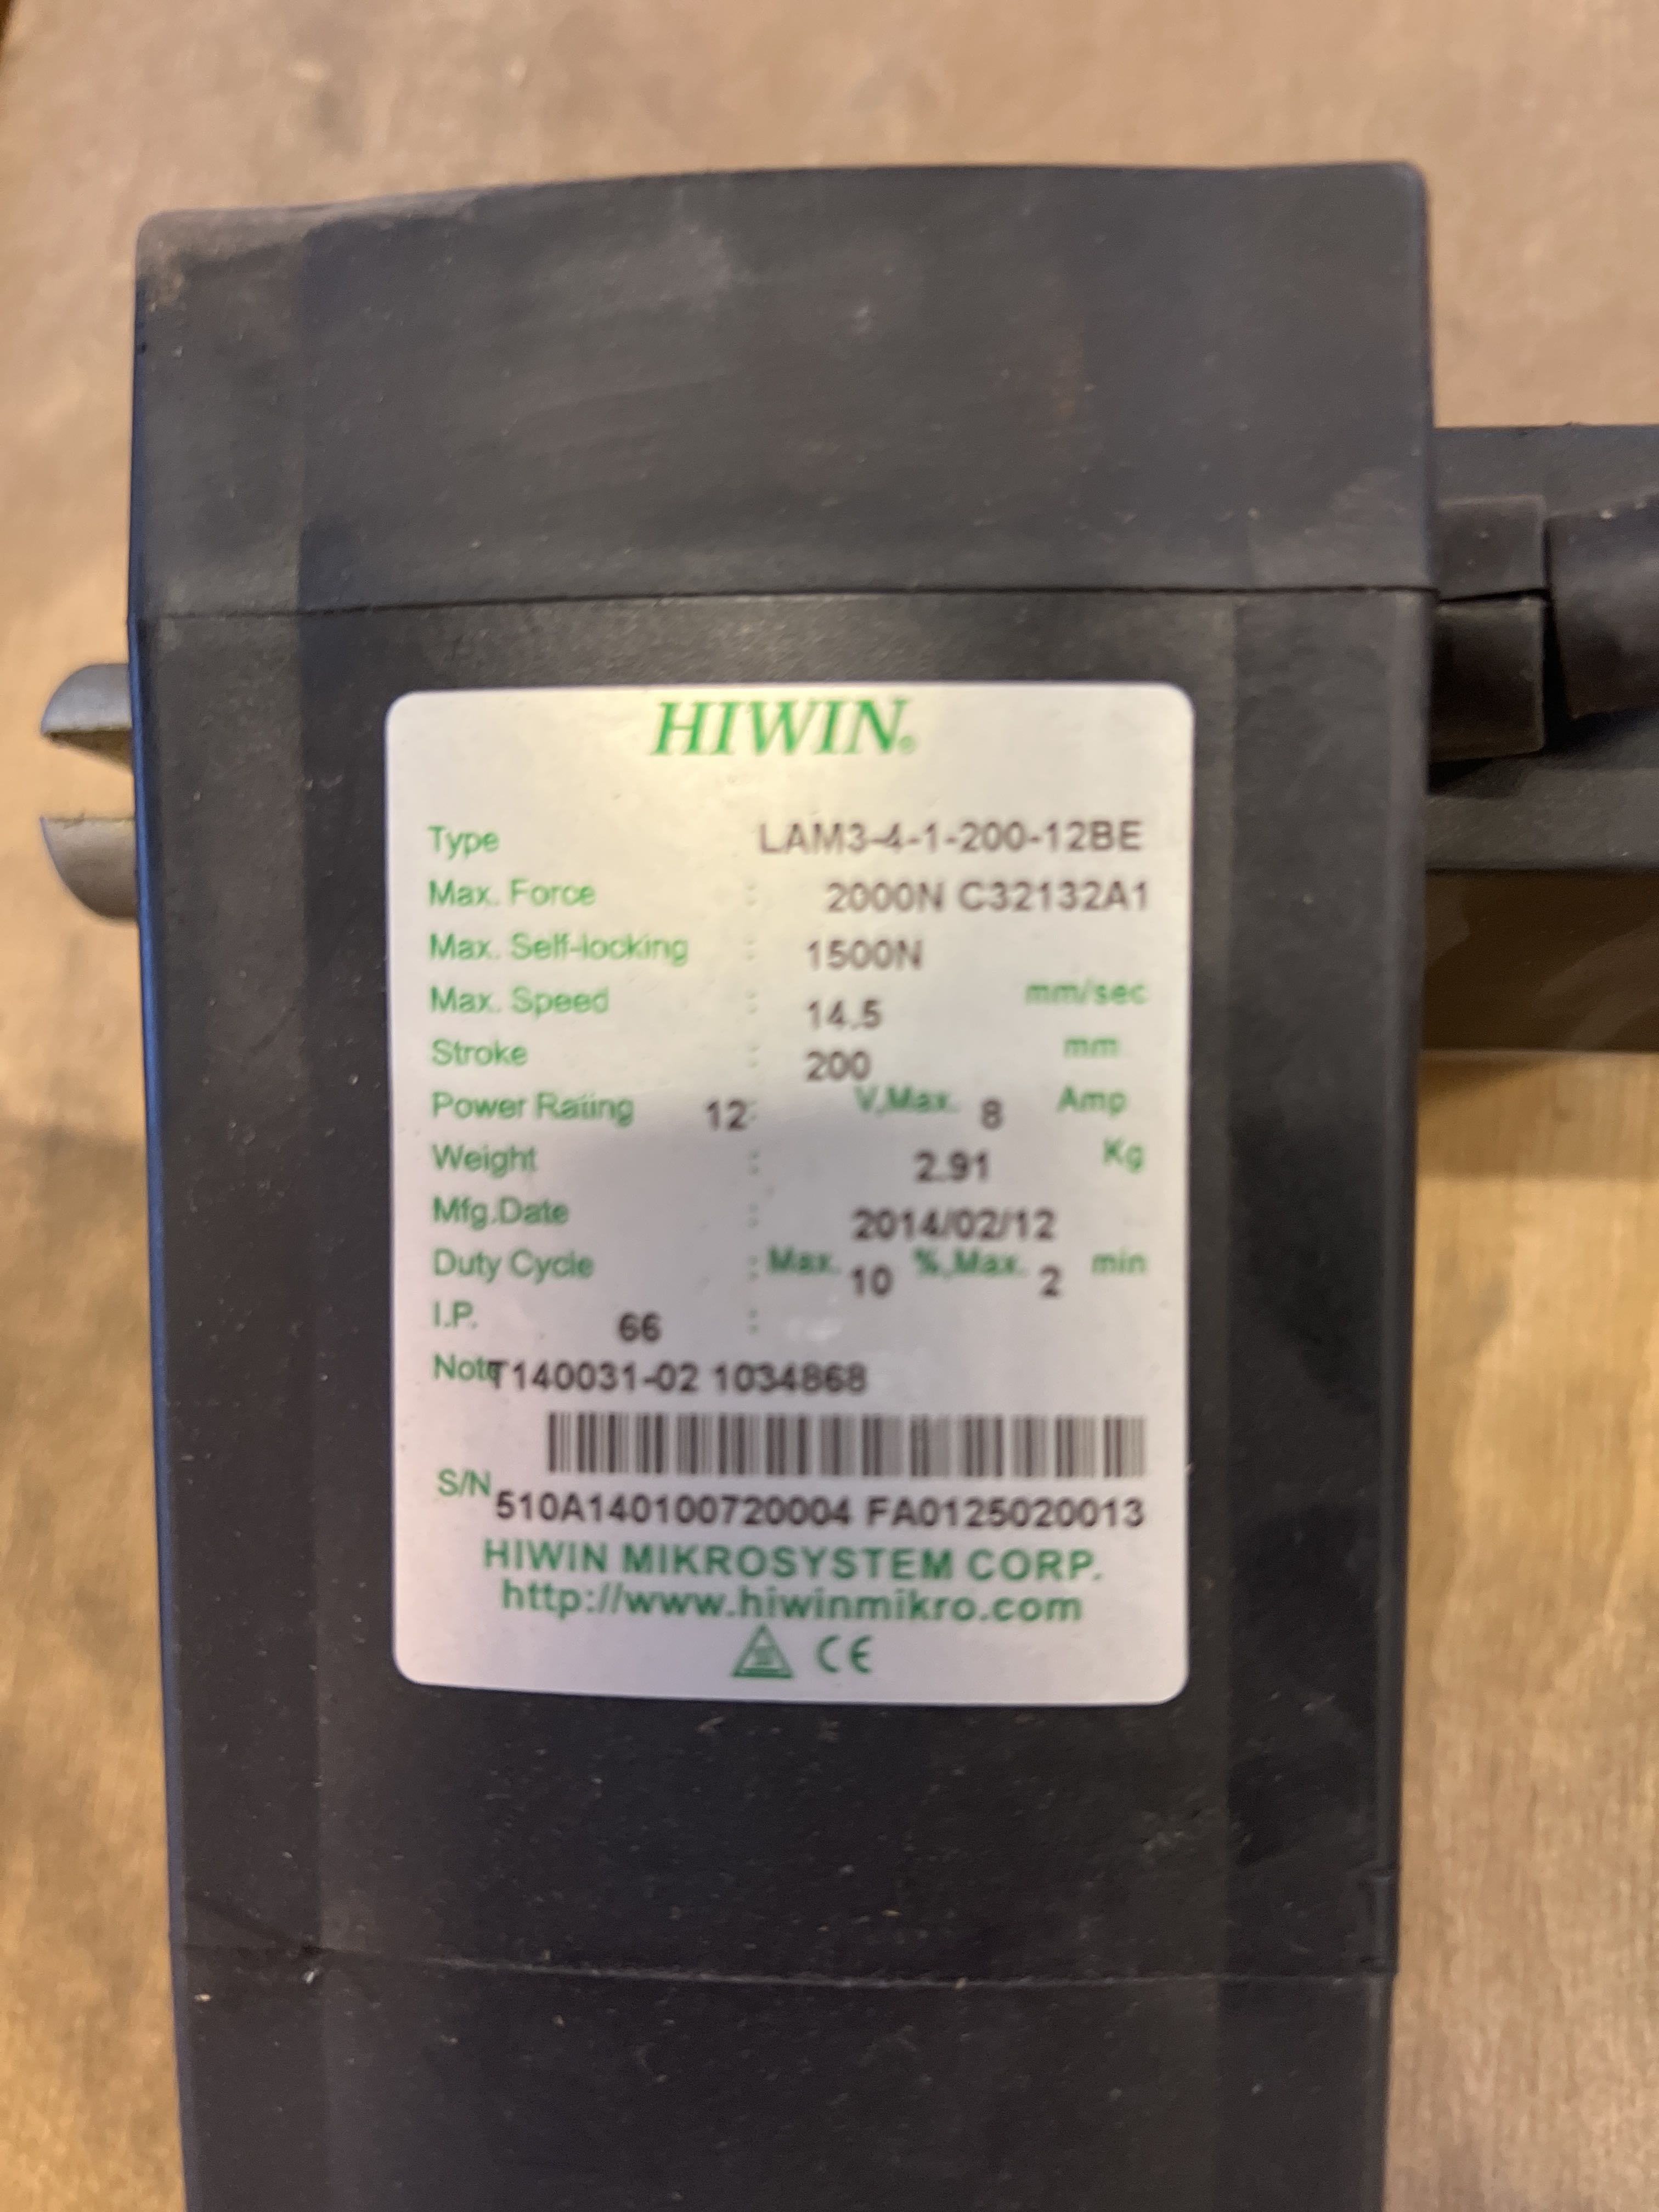 HIWIN®
Type LAM3-4-1-200-12BE
Max. Force : 2000N C32132A1
Max. Self-locking : 1500N
Max. Speed : 14.5 mm/sec
Stroke : 200 mm
Power Rating 12 : V,Max. 8 Amp
Weight : 2.91 Kg
Mfg.Date : 2014/02/12
Duty Cycle : Max. 10 %,Max. 2 min
I.P. 66 :
Note T140031-02 1034868
S/N 510A140100720004 FA0125020013
HIWIN MIKROSYSTEM CORP.
http://www.hiwinmikro.com
CE